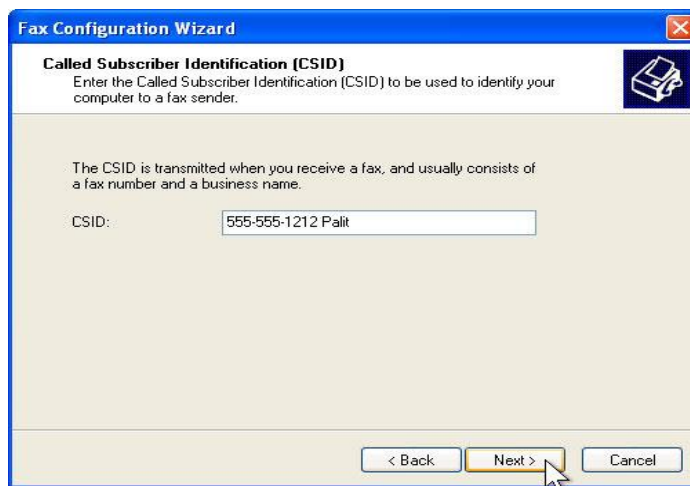 Fax Configuration Wizard
Called Subscriber Identification (CSID)
Enter the Called Subscriber Identification (CSID) to be used to identify your
computer to a fax sender.
The CSID is transmitted when you receive a fax, and usually consists of
a fax number and a business name.
CSID: 555-555-1212 Palit
< Back Next > Cancel